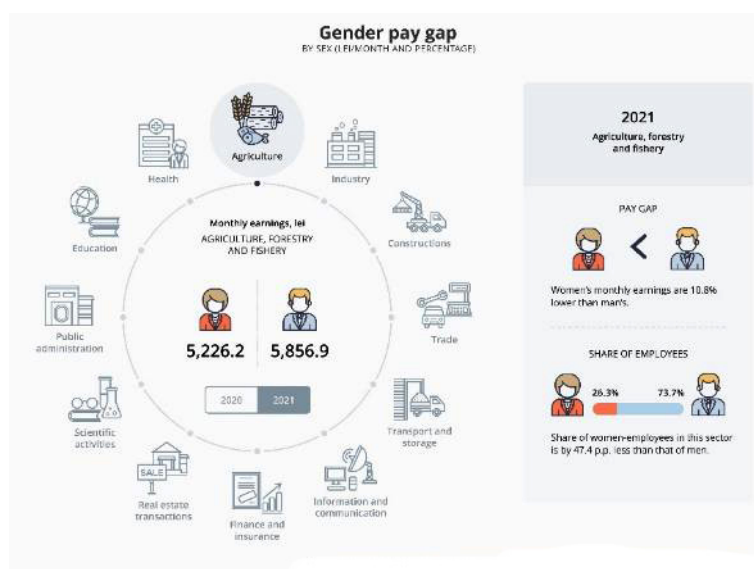 Gender pay gap
BY SEX (LEI/MONTH AND PERCENTAGE)
Agriculture
Health
Industry
Education
Constructions
Public
administration
Trade
Scientific
activities
Transport and
storage
SALE
Real estate
transactions
Finance and
insurance
Information and
communication
Monthly earnings, lei
AGRICULTURE, FORESTRY
AND FISHERY
5,226.2 5,856.9
2020 2021
2021
Agriculture, forestry
and fishery
PAY GAP
<
Women's monthly earnings are 10.8%
lower than man's.
SHARE OF EMPLOYEES
26.3% 73.7%
Share of women-employees in this sector
is by 47.4 p.p. less than that of men.